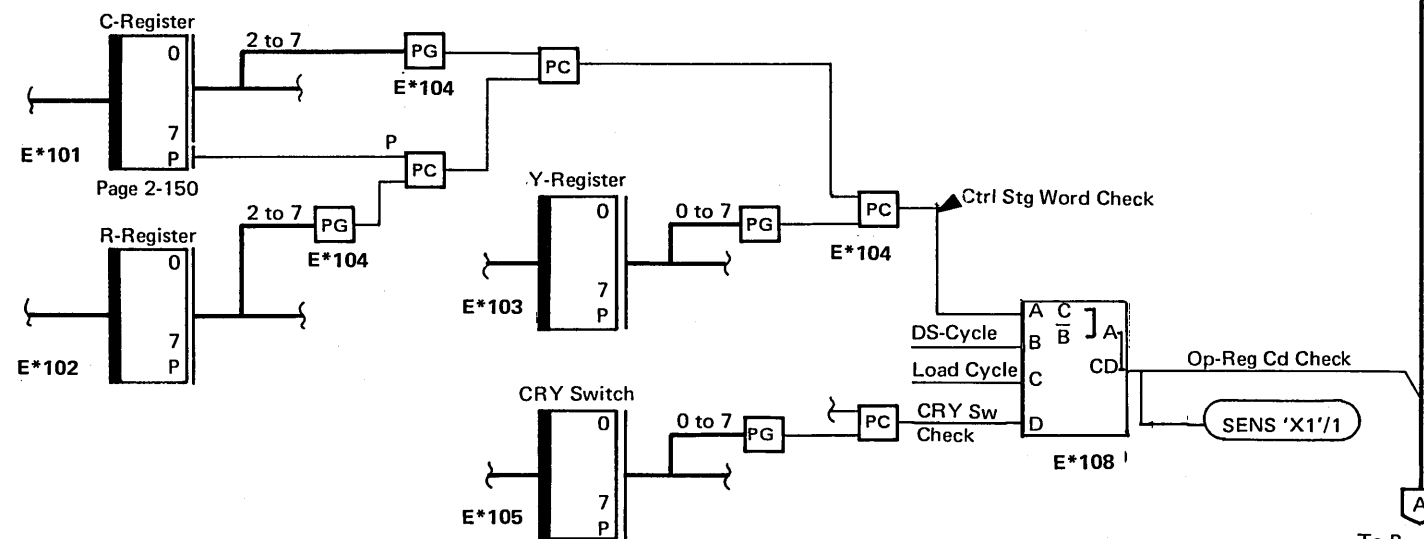 C-Register
0
7
P
E*101
Page 2-150
2 to 7
PG
E*104
PC
P
PC
R-Register
0
7
P
E*102
2 to 7
PG
E*104
Y-Register
0
7
P
E*103
0 to 7
PG
PC
E*104
Ctrl Stg Word Check
CRY Switch
0
7
P
E*105
0 to 7
PG
PC
CRY Sw
Check
DS-Cycle
Load Cycle
A C
B
B
A
C
CD
D
E*108
Op-Reg Cd Check
SENS 'X1'/1
A